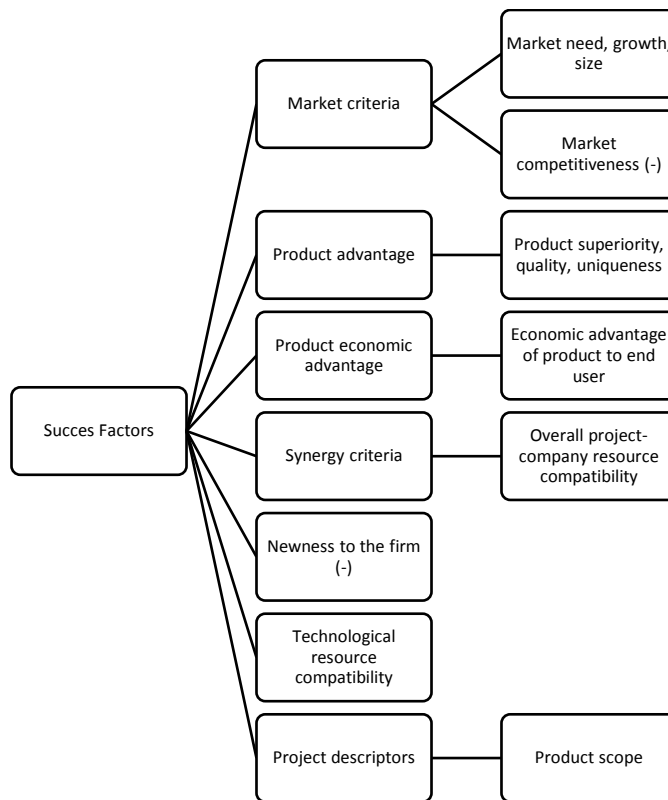 Market need, growth,
size
Market criteria
Market
competitiveness (-)
Product advantage
Product superiority,
quality, uniqueness
Product economic
advantage
Economic advantage
of product to end
user
Succes Factors
Synergy criteria
Overall project-
company resource
compatibility
Newness to the firm
(-)
Technological
resource
compatibility
Project descriptors
Product scope